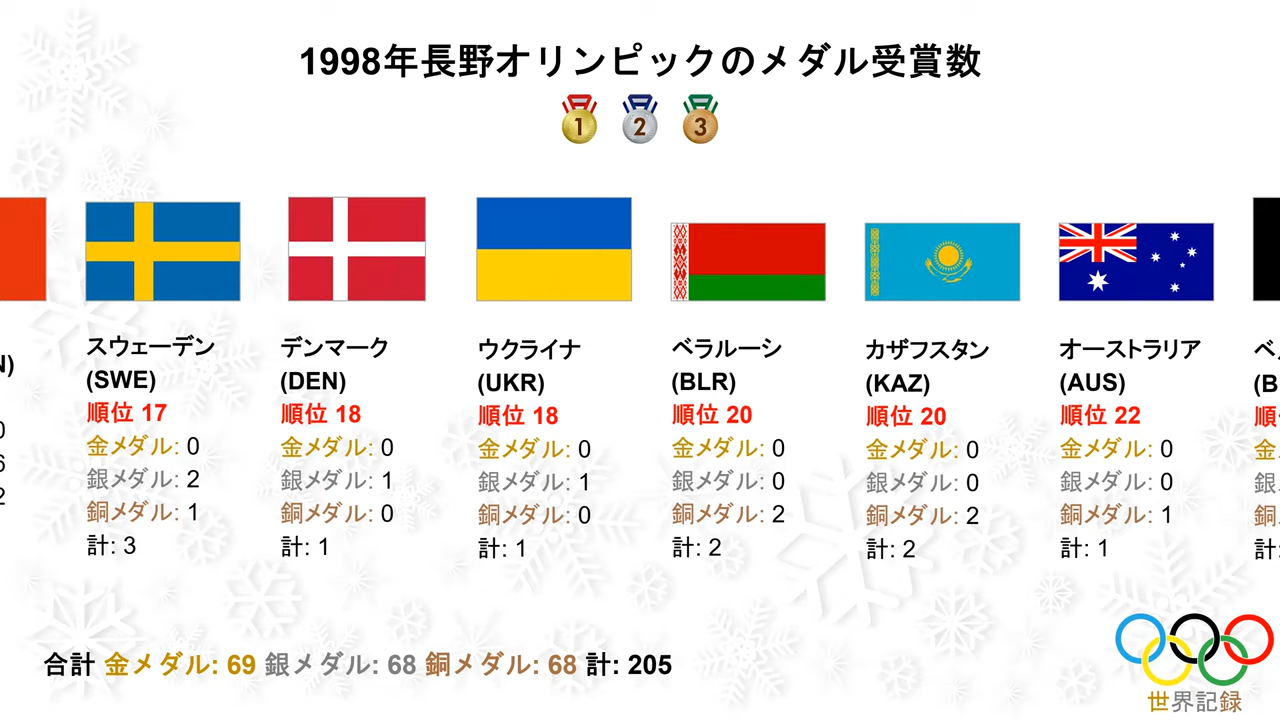 1998年長野オリンピックのメダル受賞数
1 2 3
N)
0
6
2
スウェーデン
(SWE)
順位 17
金メダル: 0
銀メダル: 2
銅メダル: 1
計: 3
デンマーク
(DEN)
順位 18
金メダル: 0
銀メダル: 1
銅メダル: 0
計: 1
ウクライナ
(UKR)
順位 18
金メダル: 0
銀メダル: 1
銅メダル: 0
計: 1
ベラルーシ
(BLR)
順位 20
金メダル: 0
銀メダル: 0
銅メダル: 2
計: 2
カザフスタン
(KAZ)
順位 20
金メダル: 0
銀メダル: 0
銅メダル: 2
計: 2
オーストラリア
(AUS)
順位 22
金メダル: 0
銀メダル: 0
銅メダル: 1
計: 1
ベ
(B
順
金
銀
銅
計:
合計 金メダル: 69 銀メダル: 68 銅メダル: 68 計: 205
世界記録